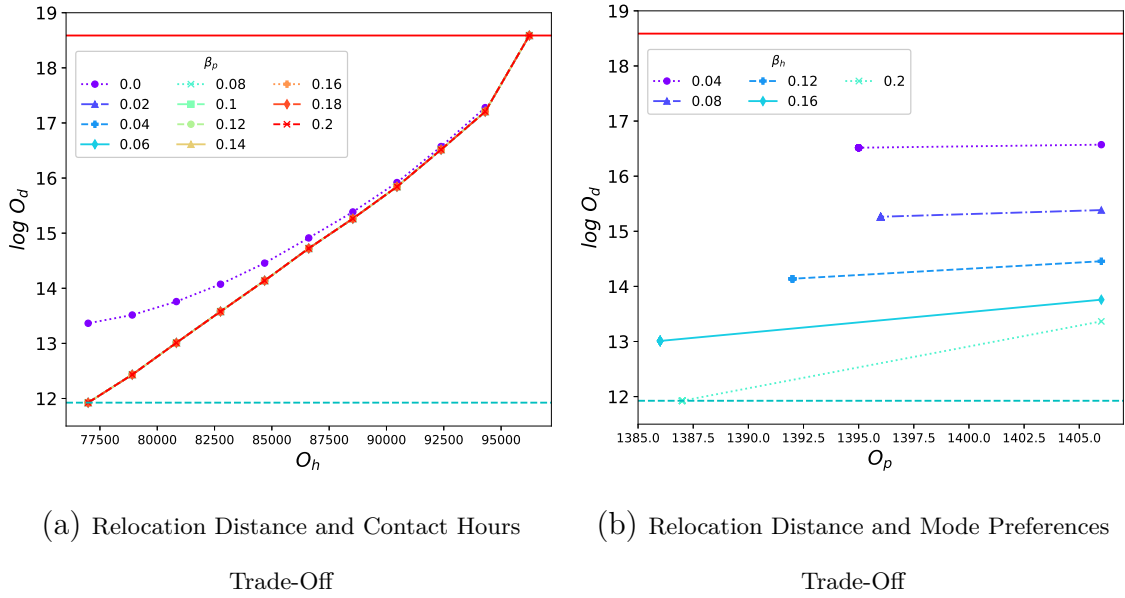 19
18
17
16
15
14
13
12
log O_d
β_p
0.0 0.08 0.16
0.02 0.1 0.18
0.04 0.12 0.2
0.06 0.14
77500 80000 82500 85000 87500 90000 92500 95000
O_h
(a) Relocation Distance and Contact Hours
Trade-Off
19
18
17
16
15
14
13
12
log O_d
β_h
0.04 0.12 0.2
0.08 0.16
1385.0 1387.5 1390.0 1392.5 1395.0 1397.5 1400.0 1402.5 1405.0
O_p
(b) Relocation Distance and Mode Preferences
Trade-Off